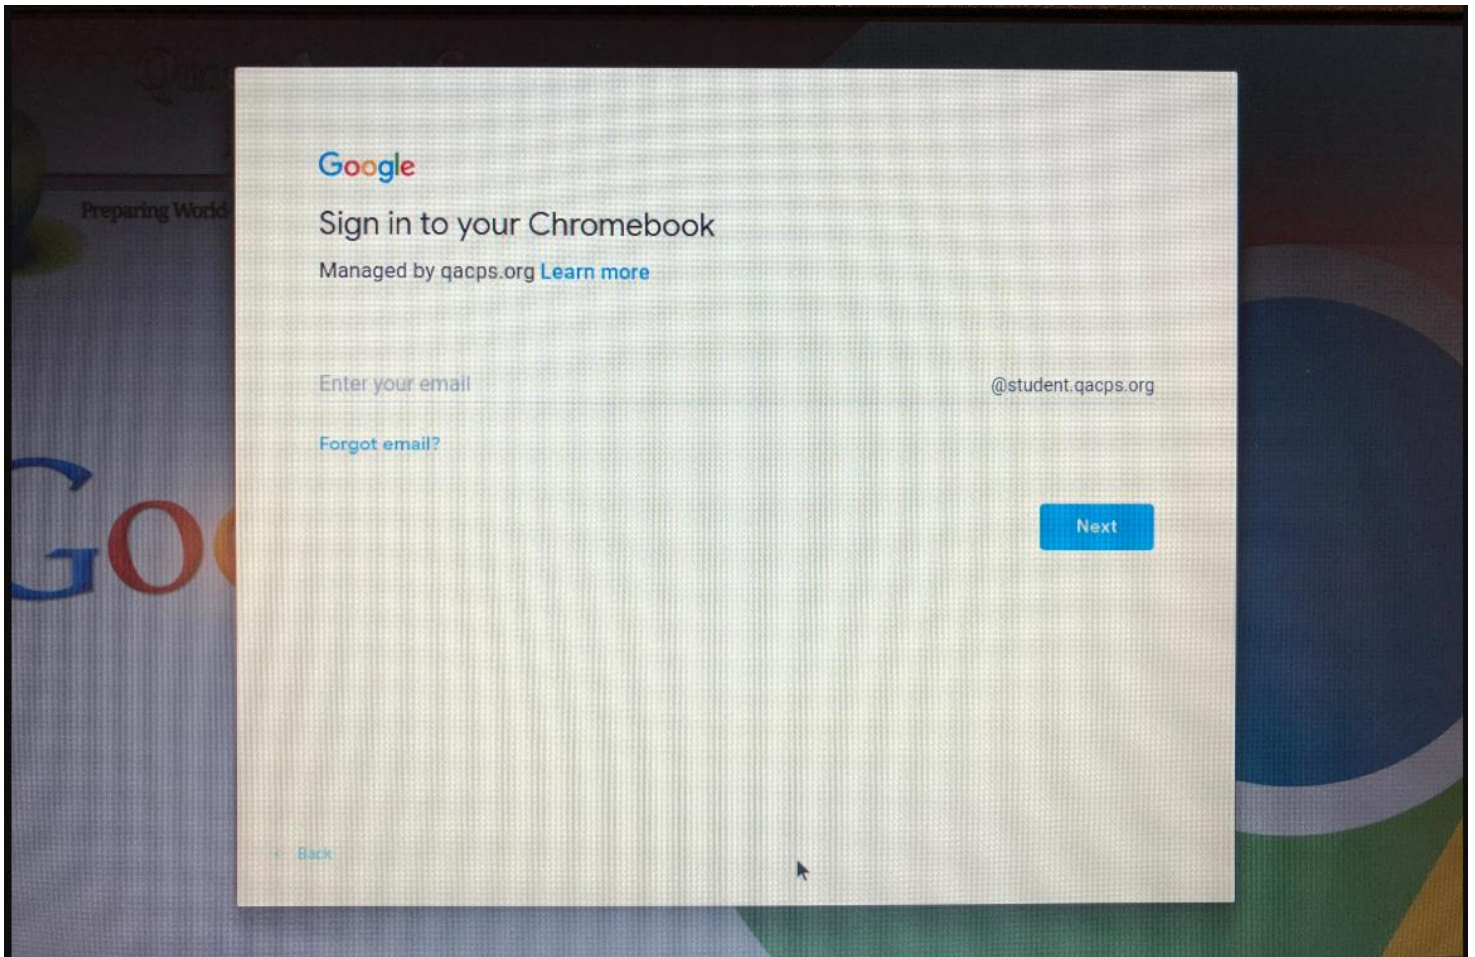 Google
Sign in to your Chromebook
Managed by qacps.org Learn more
Preparing World-
Enter your email @student.qacps.org
Forgot email?
Go
Next
Back